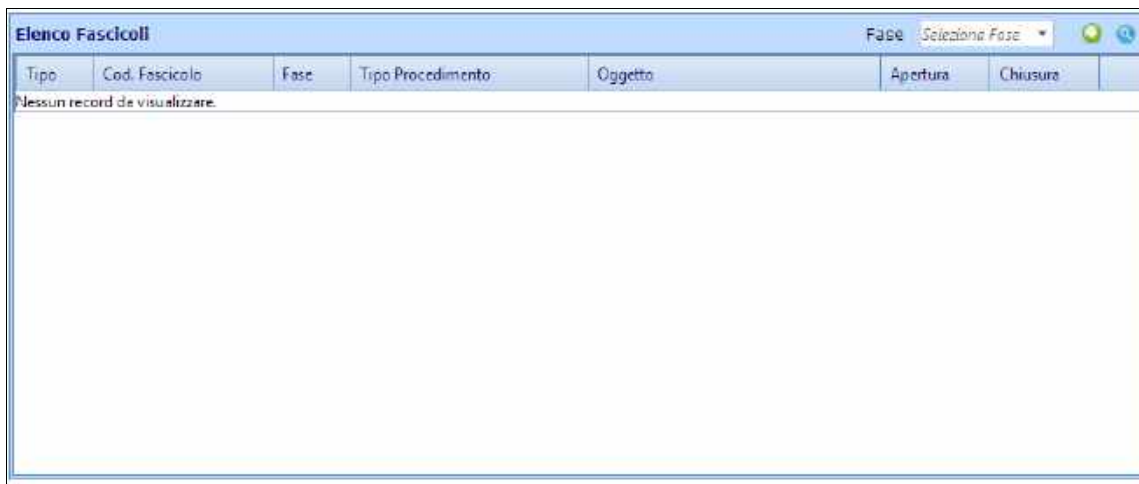 Elenco Fascicoli Fase Seleziona Fase
Tipo Cod. Fascicolo Fase Tipo Procedimento Oggetto Apertura Chiusura
Nessun record da visualizzare.